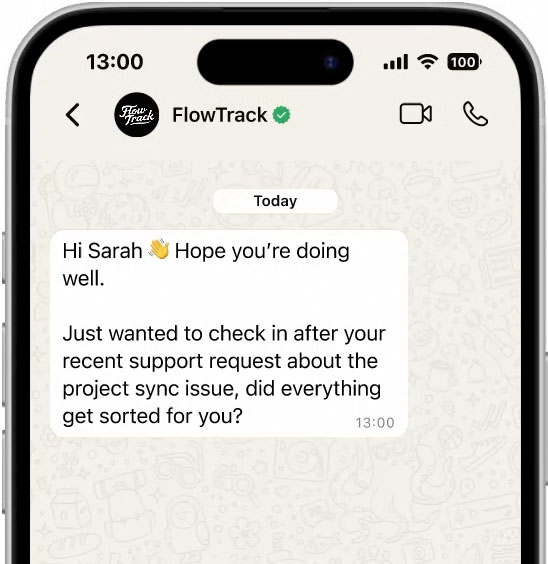 13:00
100
Flow
Track
FlowTrack
Today
Hi Sarah 👋 Hope you’re doing
well.
Just wanted to check in after your
recent support request about the
project sync issue, did everything
get sorted for you?
13:00